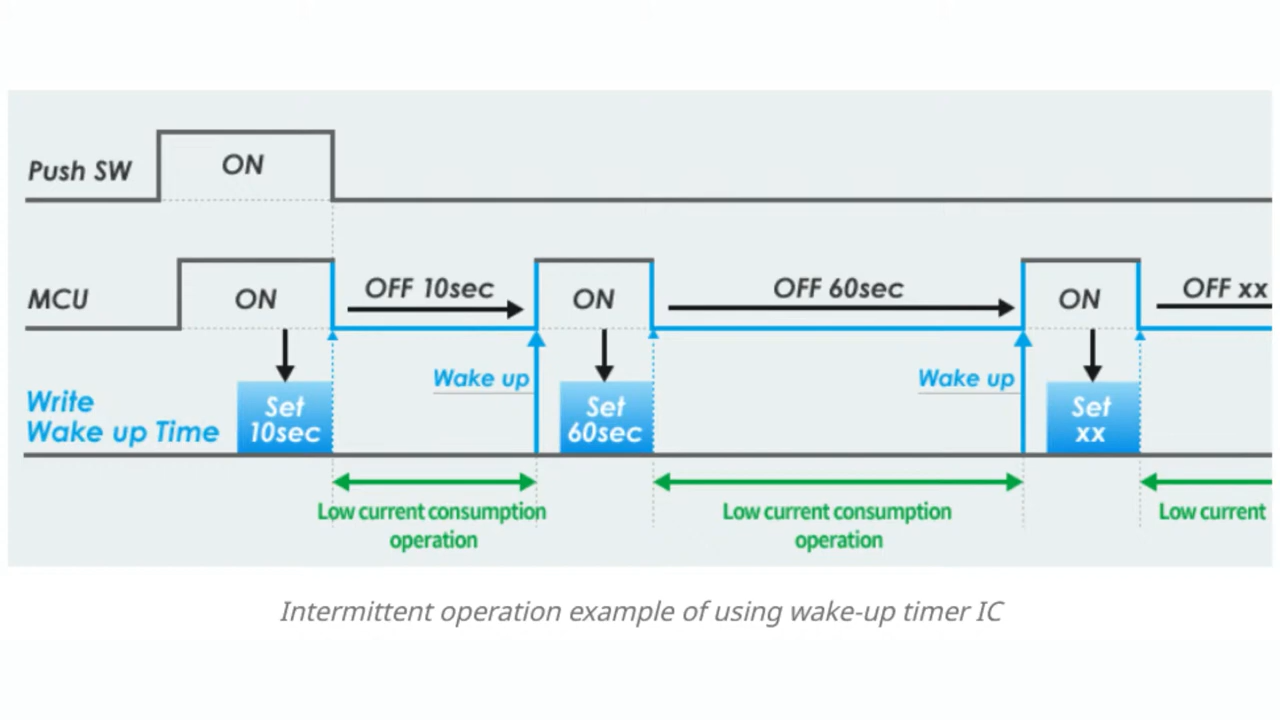 Push SW
ON
MCU
ON
OFF 10sec
ON
OFF 60sec
ON
OFF xx
Write
Wake up Time
Set
10sec
Wake up
Set
60sec
Wake up
Set
xx
Low current consumption
operation
Low current consumption
operation
Low current
Intermittent operation example of using wake-up timer IC